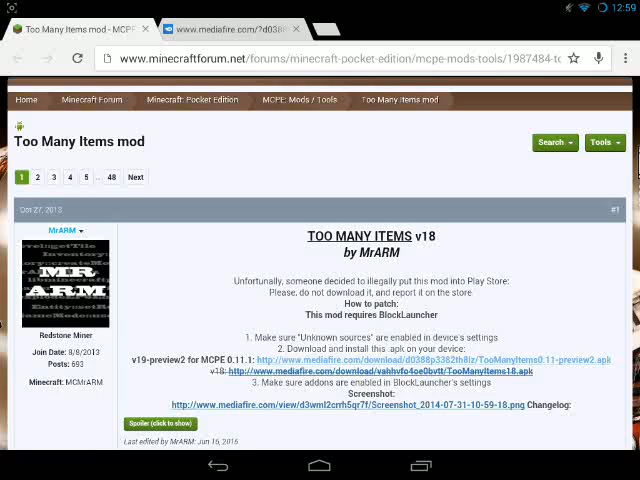 12:59
Too Many Items mod - MCPE
www.mediafire.com/?d0388
www.minecraftforum.net/forums/minecraft-pocket-edition/mcpe-mods-tools/1987484-to
Home Minecraft Forum Minecraft: Pocket Edition MCPE: Mods / Tools Too Many Items mod
Too Many Items mod
Search Tools
1 2 3 4 5 ... 48 Next
Oct 27, 2013 #1
MrARM
MR
ARM
Redstone Miner
Join Date: 8/8/2013
Posts: 693
Minecraft: MCMrARM
TOO MANY ITEMS v18
by MrARM
Unfortunally, someone decided to illegally put this mod into Play Store:
Please, do not download it, and report it on the store
How to patch:
This mod requires BlockLauncher
1. Make sure "Unknown sources" are enabled in device's settings
2. Download and install this .apk on your device:
v19-preview2 for MCPE 0.11.1: http://www.mediafire.com/download/d0388p3382th8lz/TooManyItems0.11-preview2.apk
v18: http://www.mediafire.com/download/vahhvfo4oe0bvtt/TooManyItems18.apk
3. Make sure addons are enabled in BlockLauncher's settings
Screenshot:
http://www.mediafire.com/view/d3wml2crrh5qr7f/Screenshot_2014-07-31-10-59-18.png Changelog:
Spoiler (click to show)
Last edited by MrARM: Jun 16, 2015